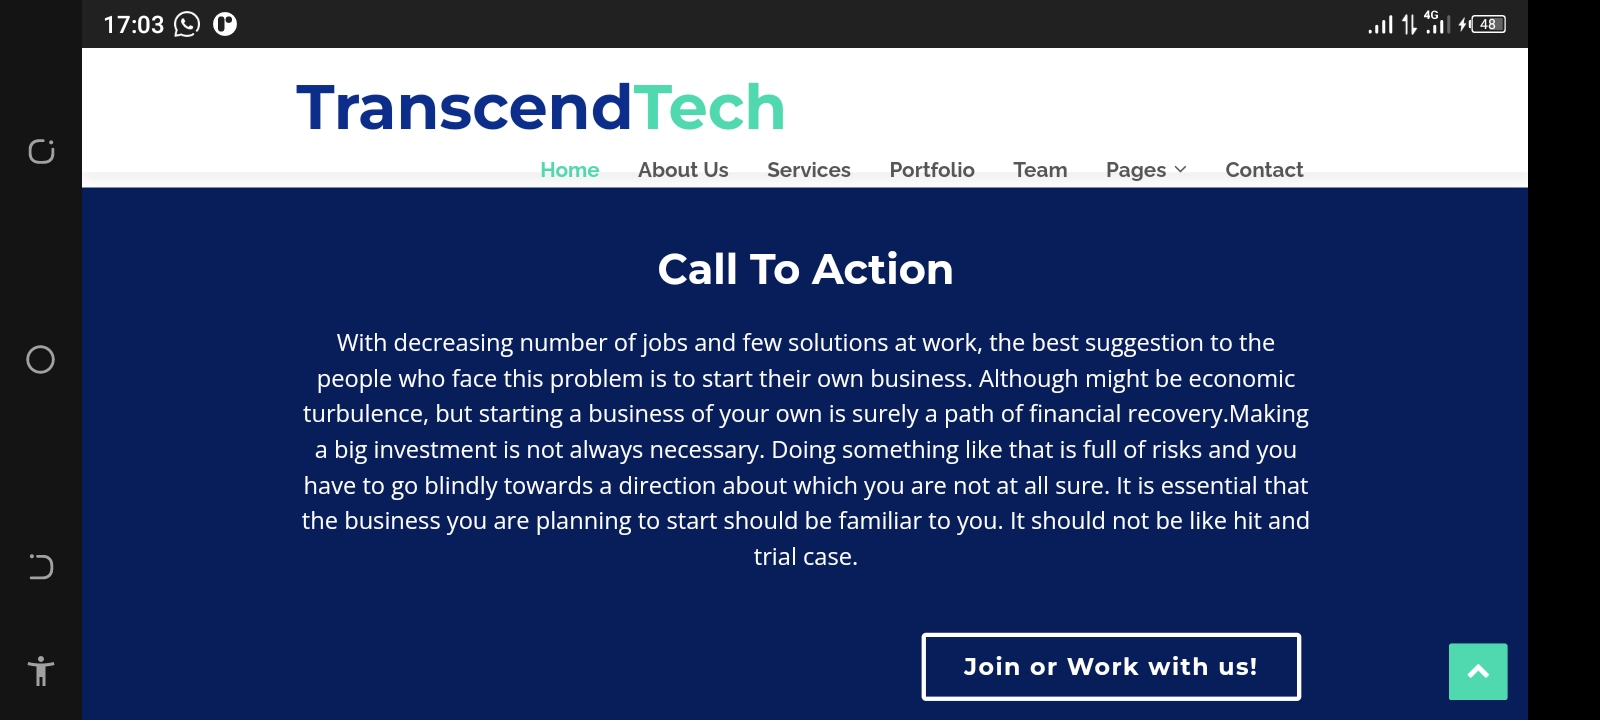 17:03
4G
48
TranscendTech
Home About Us Services Portfolio Team Pages Contact
Call To Action
With decreasing number of jobs and few solutions at work, the best suggestion to the
people who face this problem is to start their own business. Although might be economic
turbulence, but starting a business of your own is surely a path of financial recovery.Making
a big investment is not always necessary. Doing something like that is full of risks and you
have to go blindly towards a direction about which you are not at all sure. It is essential that
the business you are planning to start should be familiar to you. It should not be like hit and
trial case.
Join or Work with us!